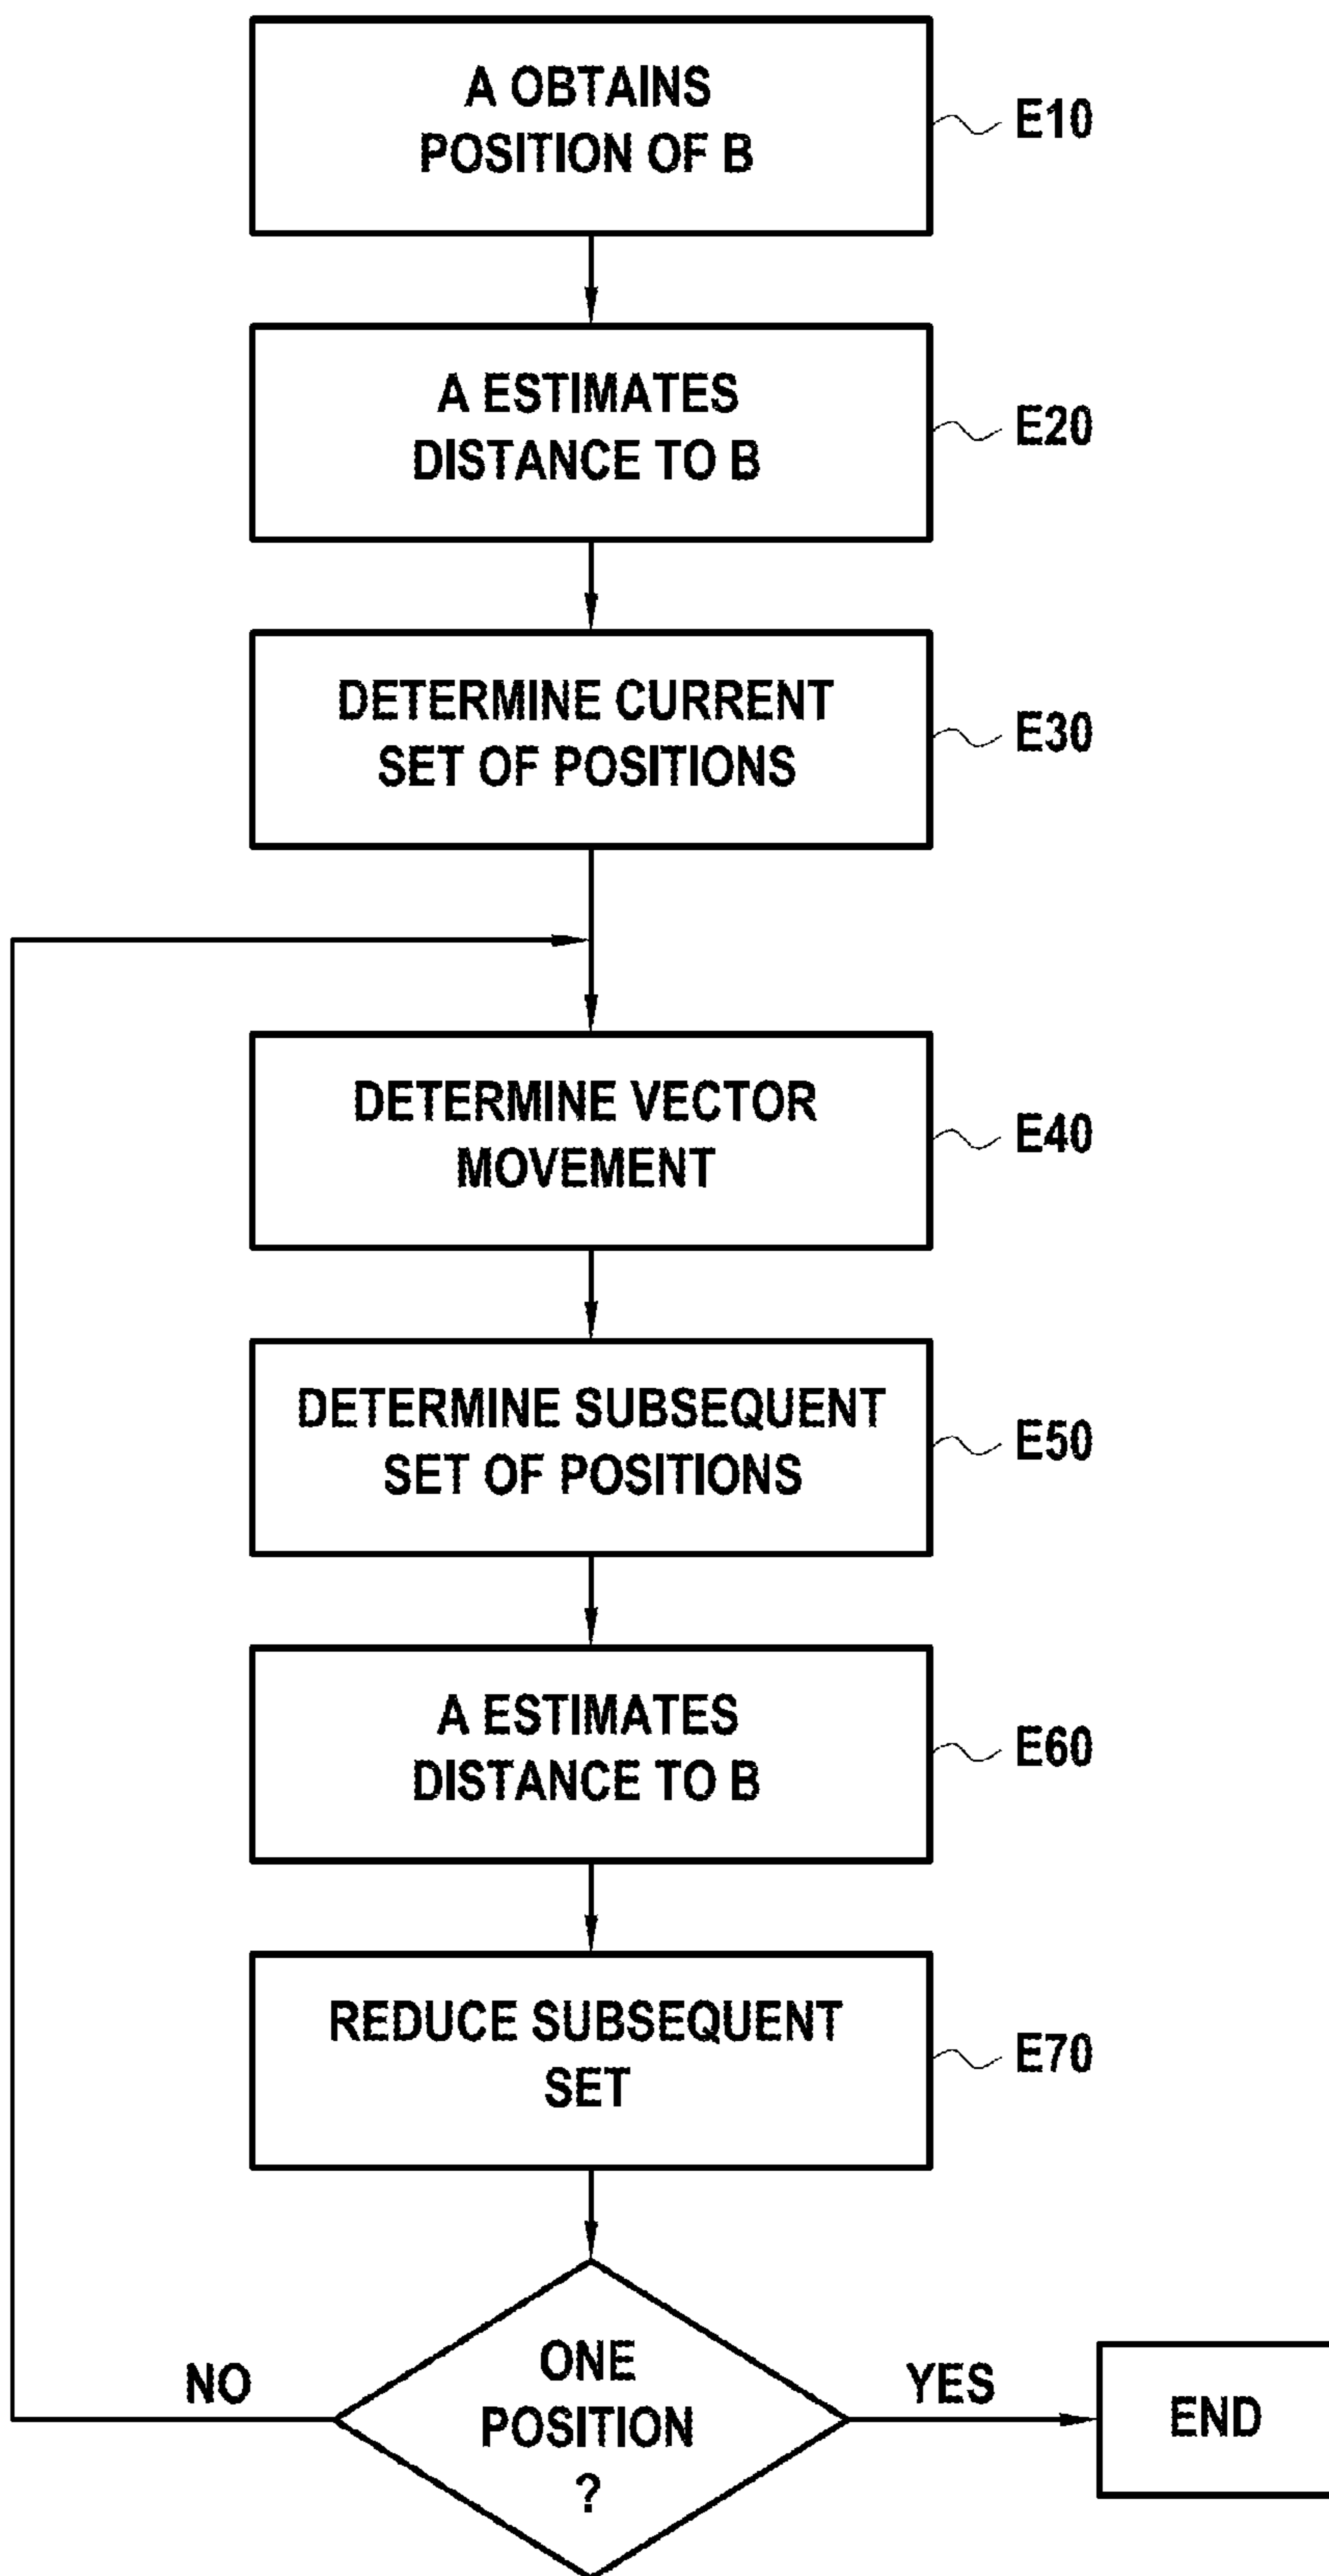 A OBTAINS
POSITION OF B
E10
A ESTIMATES
DISTANCE TO B
E20
DETERMINE CURRENT
SET OF POSITIONS
E30
DETERMINE VECTOR
MOVEMENT
E40
DETERMINE SUBSEQUENT
SET OF POSITIONS
E50
A ESTIMATES
DISTANCE TO B
E60
REDUCE SUBSEQUENT
SET
E70
NO
ONE
POSITION
?
YES
END